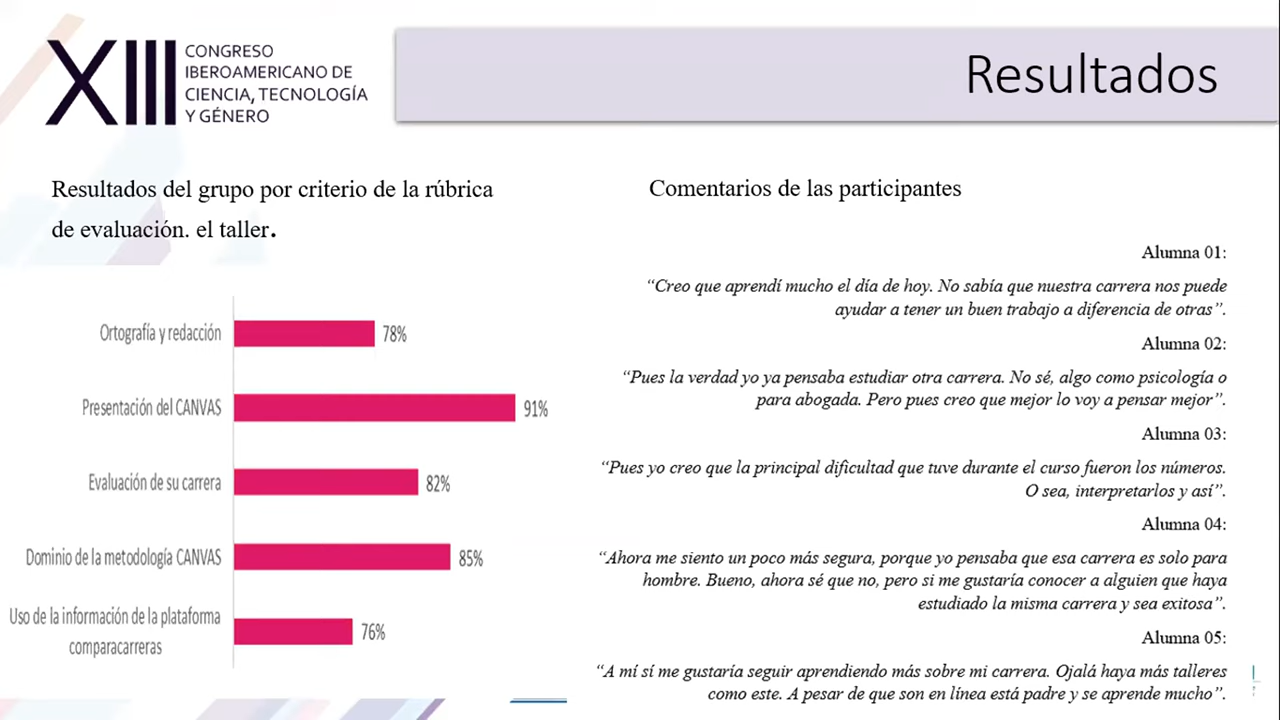 XIII
CONGRESO
IBEROAMERICANO DE
CIENCIA, TECNOLOGÍA
Y GÉNERO
Resultados
Resultados del grupo por criterio de la rúbrica
de evaluación. el taller.
Ortografía y redacción 78%
Presentación del CANVAS 91%
Evaluación de su carrera 82%
Dominio de la metodología CANVAS 85%
Uso de la información de la plataforma
comparacarreras 76%
Comentarios de las participantes
Alumna 01:
“Creo que aprendí mucho el día de hoy. No sabía que nuestra carrera nos puede
ayudar a tener un buen trabajo a diferencia de otras”.
Alumna 02:
“Pues la verdad yo ya pensaba estudiar otra carrera. No sé, algo como psicología o
para abogada. Pero pues creo que mejor lo voy a pensar mejor”.
Alumna 03:
“Pues yo creo que la principal dificultad que tuve durante el curso fueron los números.
O sea, interpretarlos y así”.
Alumna 04:
“Ahora me siento un poco más segura, porque yo pensaba que esa carrera es solo para
hombre. Bueno, ahora sé que no, pero si me gustaría conocer a alguien que haya
estudiado la misma carrera y sea exitosa”.
Alumna 05:
“A mí sí me gustaría seguir aprendiendo más sobre mi carrera. Ojalá haya más talleres
como este. A pesar de que son en línea está padre y se aprende mucho”.